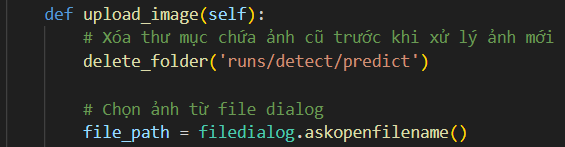 def upload_image(self):
# Xóa thư mục chứa ảnh cũ trước khi xử lý ảnh mới
delete_folder('runs/detect/predict')
# Chọn ảnh từ file dialog
file_path = filedialog.askopenfilename()